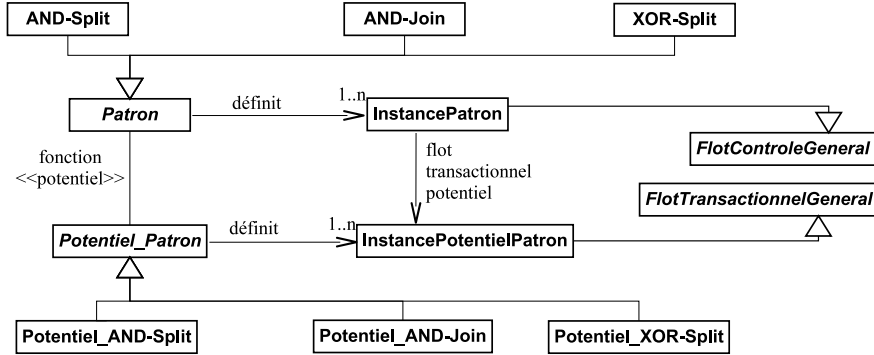 AND-Split
AND-Join
XOR-Split
Patron
définit
1..n
InstancePatron
FlotControleGeneral
fonction
<<potentiel>>
flot
transactionnel
potentiel
FlotTransactionnelGeneral
Potentiel_Patron
définit
1..n
InstancePotentielPatron
Potentiel_AND-Split
Potentiel_AND-Join
Potentiel_XOR-Split